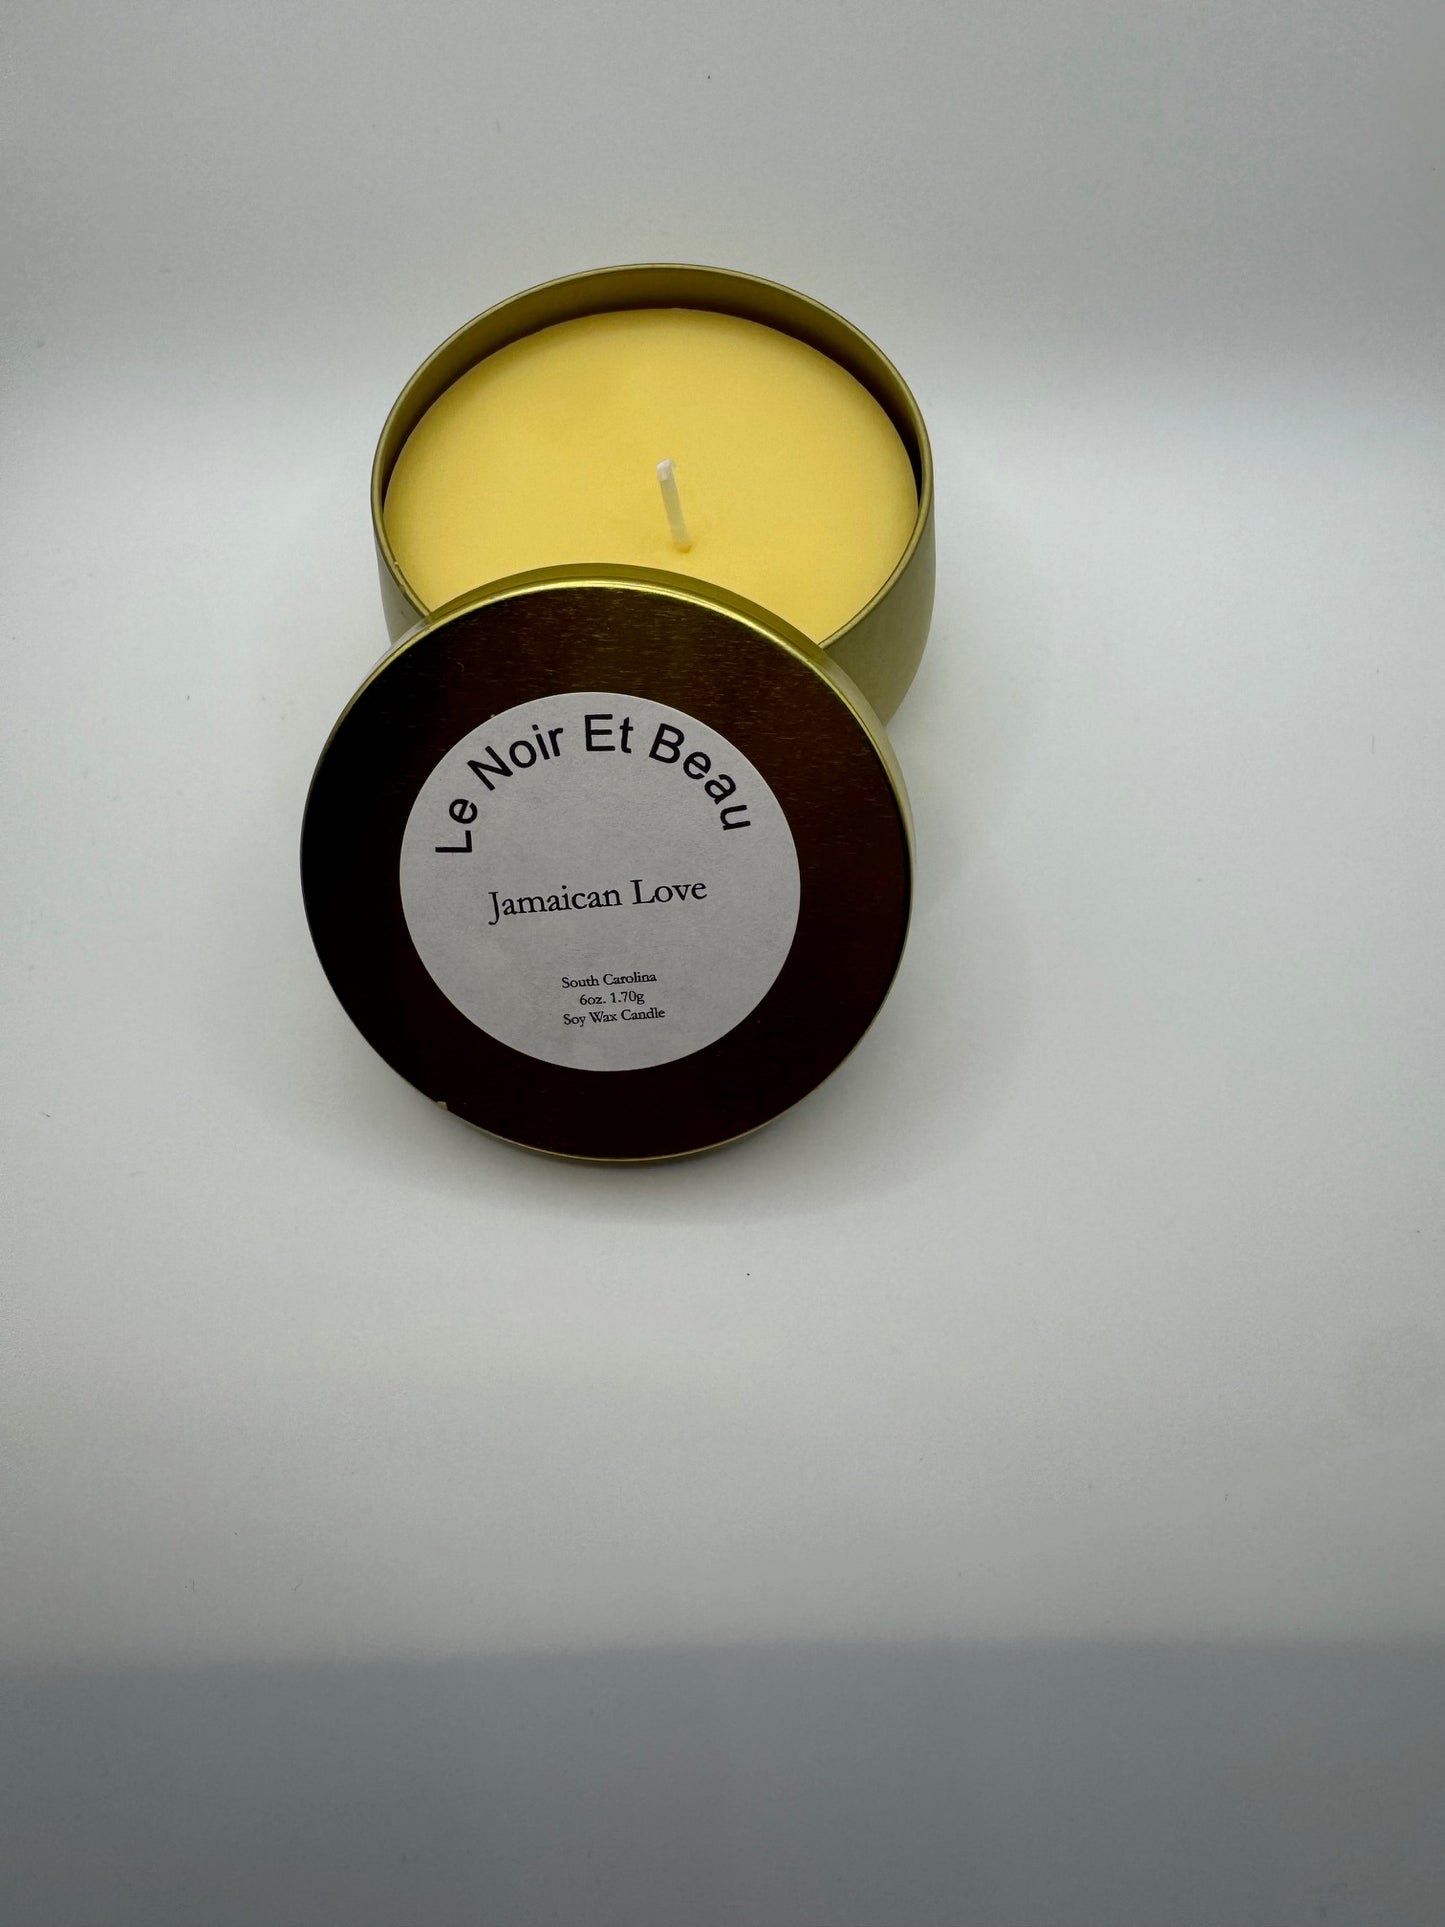 Le Noir Et Beau
Jamaican Love
South Carolina
6oz. 1.70g
Soy Wax Candle